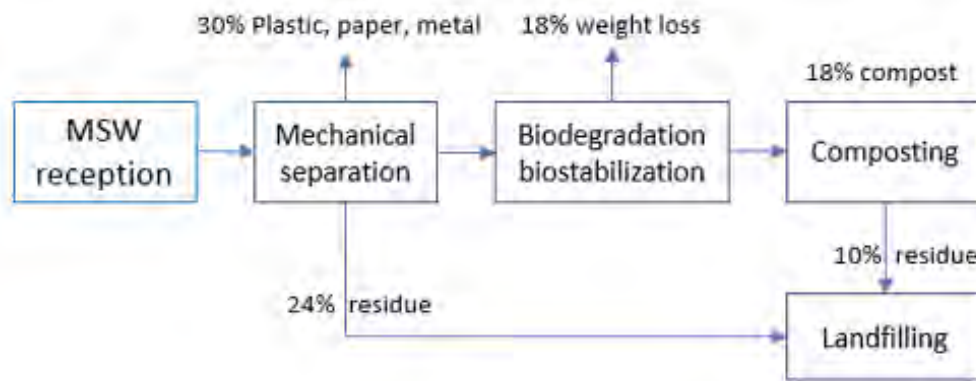 30% Plastic, paper, metal
18% weight loss
18% compost
MSW
reception
Mechanical
separation
Biodegradation
biostabilization
Composting
10% residue
24% residue
Landfilling